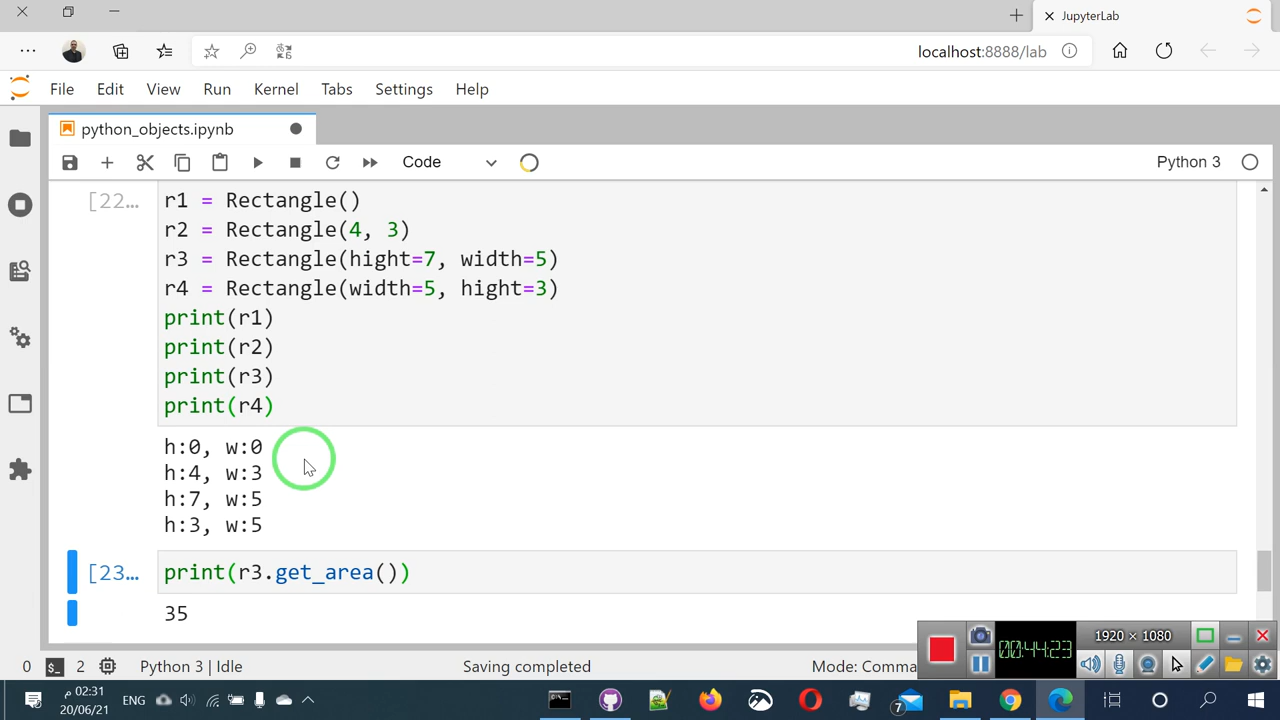 JupyterLab
localhost:8888/lab
File Edit View Run Kernel Tabs Settings Help
python_objects.ipynb
Code Python 3
[22... r1 = Rectangle()
r2 = Rectangle(4, 3)
r3 = Rectangle(hight=7, width=5)
r4 = Rectangle(width=5, hight=3)
print(r1)
print(r2)
print(r3)
print(r4)
h:0, w:0
h:4, w:3
h:7, w:5
h:3, w:5
[23... print(r3.get_area())
35
00:44:23 1920 × 1080
0 $_ 2 Python 3 | Idle Saving completed Mode: Comma
02:31 م ENG
20/06/21
7